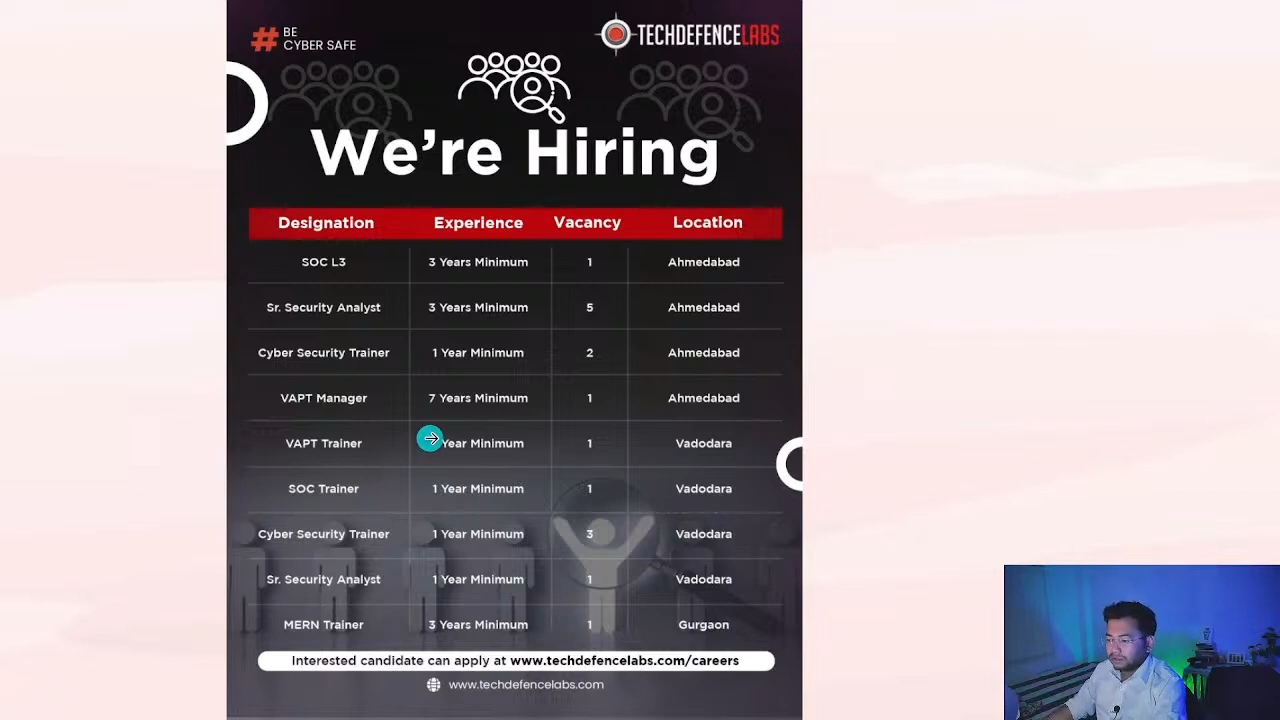 # BE
CYBER SAFE
TECHDEFENCELABS
We're Hiring
Designation Experience Vacancy Location
SOC L3 3 Years Minimum 1 Ahmedabad
Sr. Security Analyst 3 Years Minimum 5 Ahmedabad
Cyber Security Trainer 1 Year Minimum 2 Ahmedabad
VAPT Manager 7 Years Minimum 1 Ahmedabad
VAPT Trainer Year Minimum 1 Vadodara
SOC Trainer 1 Year Minimum 1 Vadodara
Cyber Security Trainer 1 Year Minimum 3 Vadodara
Sr. Security Analyst 1 Year Minimum 1 Vadodara
MERN Trainer 3 Years Minimum 1 Gurgaon
Interested candidate can apply at www.techdefencelabs.com/careers
www.techdefencelabs.com